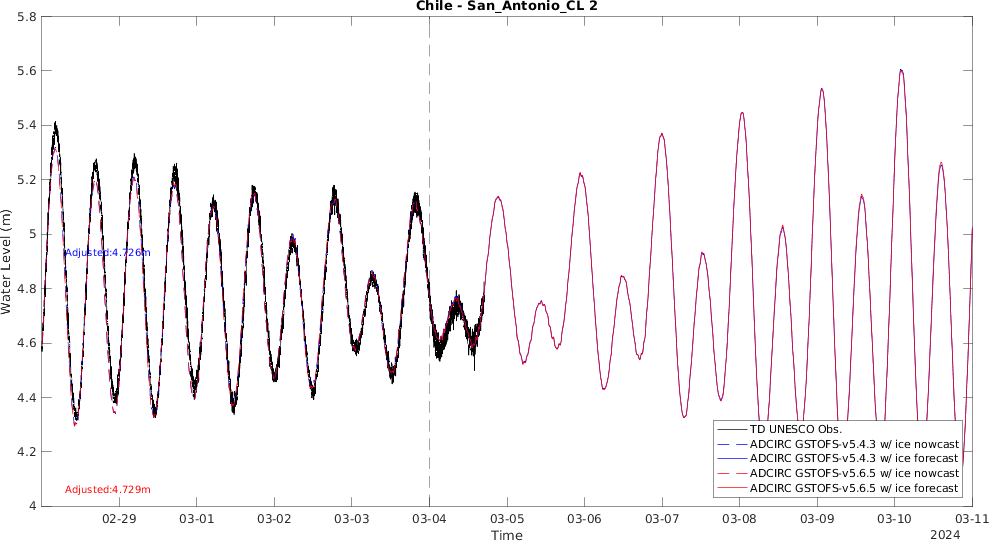 Chile - San_Antonio_CL 2
5.8
5.6
5.4
5.2
5
4.8
4.6
4.4
4.2
4
Water Level (m)
Adjusted:4.726m
Adjusted:4.729m
TD UNESCO Obs.
ADCIRC GSTOFS-v5.4.3 w/ ice nowcast
ADCIRC GSTOFS-v5.4.3 w/ ice forecast
ADCIRC GSTOFS-v5.6.5 w/ ice nowcast
ADCIRC GSTOFS-v5.6.5 w/ ice forecast
02-29 03-01 03-02 03-03 03-04 03-05 03-06 03-07 03-08 03-09 03-10 03-11
Time
2024